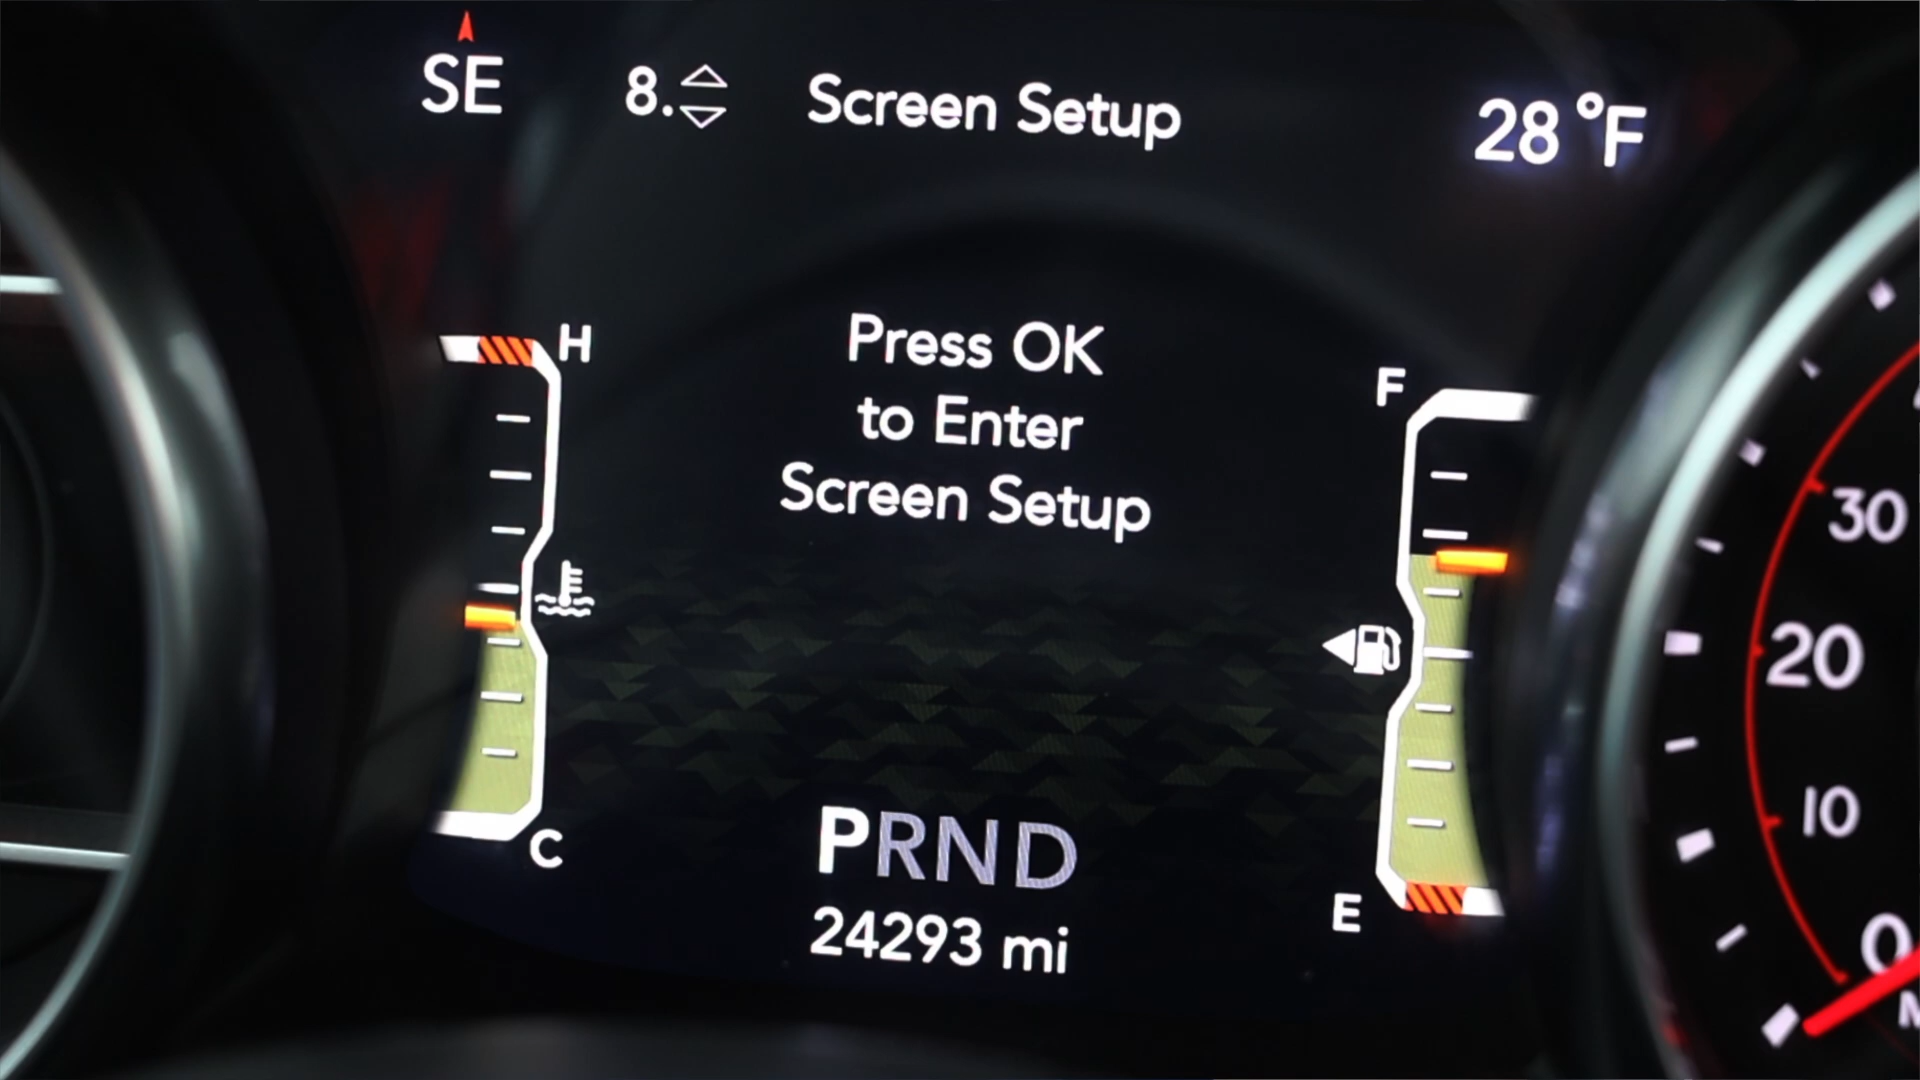 SE
8. Screen Setup
28 °F
H
Press OK
to Enter
Screen Setup
F
C
E
PRND
24293 mi
30
20
10
0